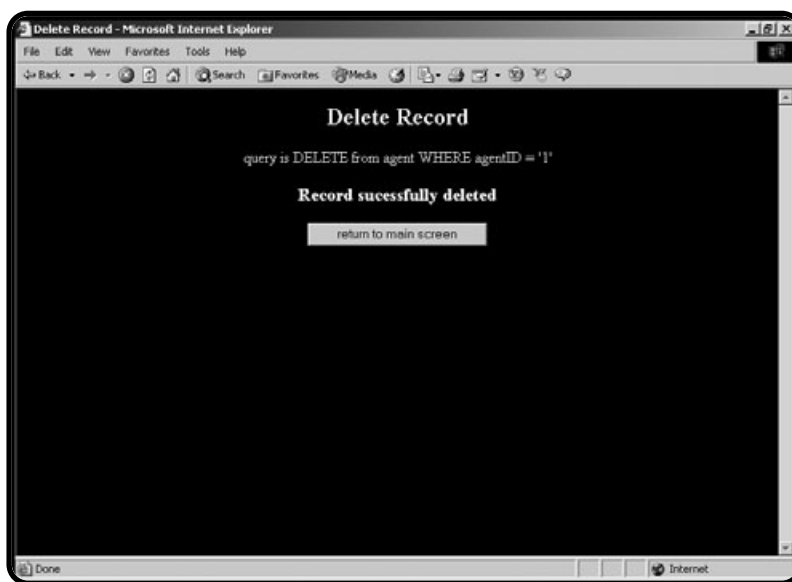 Delete Record - Microsoft Internet Explorer
File Edit View Favorites Tools Help
Back Search Favorites Media
Delete Record
query is DELETE from agent WHERE agentID = '1'
Record sucessfully deleted
return to main screen
Done Internet